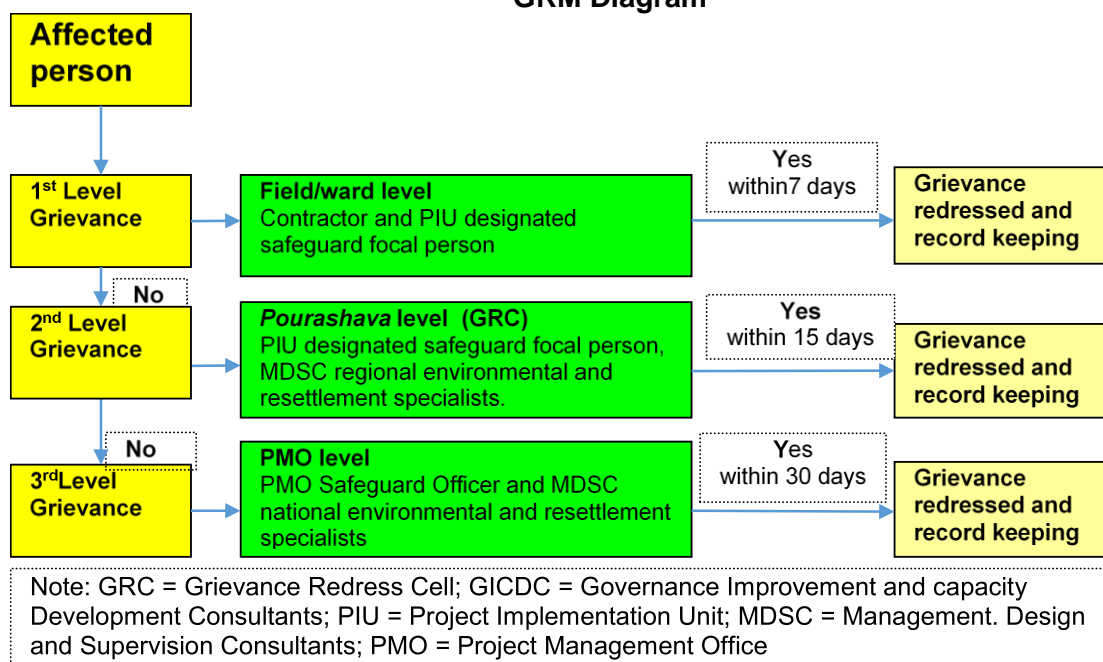 GRM Diagram
Affected
person
1st Level
Grievance
Field/ward level
Contractor and PIU designated
safeguard focal person
Yes
within7 days
Grievance
redressed and
record keeping
No
2nd Level
Grievance
Pourashava level (GRC)
PIU designated safeguard focal person,
MDSC regional environmental and
resettlement specialists.
Yes
within 15 days
Grievance
redressed and
record keeping
No
3rdLevel
Grievance
PMO level
PMO Safeguard Officer and MDSC
national environmental and resettlement
specialists
Yes
within 30 days
Grievance
redressed and
record keeping
Note: GRC = Grievance Redress Cell; GICDC = Governance Improvement and capacity
Development Consultants; PIU = Project Implementation Unit; MDSC = Management. Design
and Supervision Consultants; PMO = Project Management Office